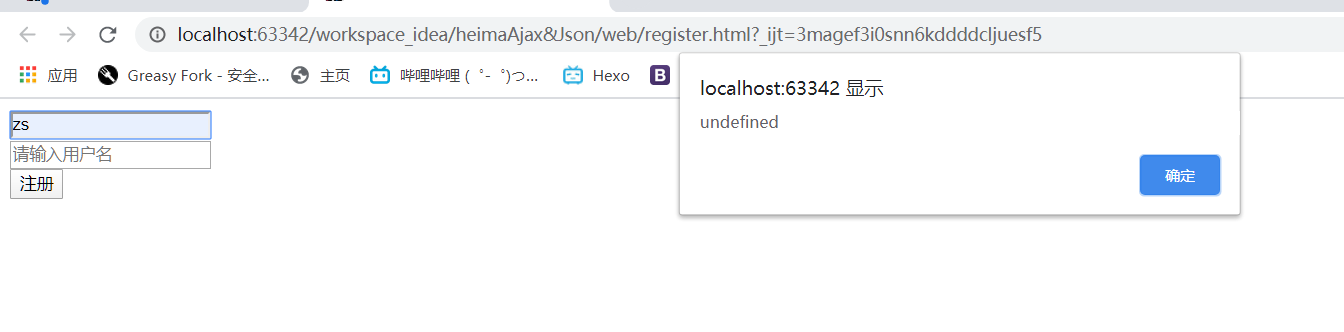 localhost:63342/workspace_idea/heimaAjax&Json/web/register.html?_ijt=3magef3i0snn6kddddcljuesf5
应用 Greasy Fork - 安全... 主页 哔哩哔哩 ( ゜- ゜)つ... Hexo B
localhost:63342 显示
undefined
确定
zs
请输入用户名
注册